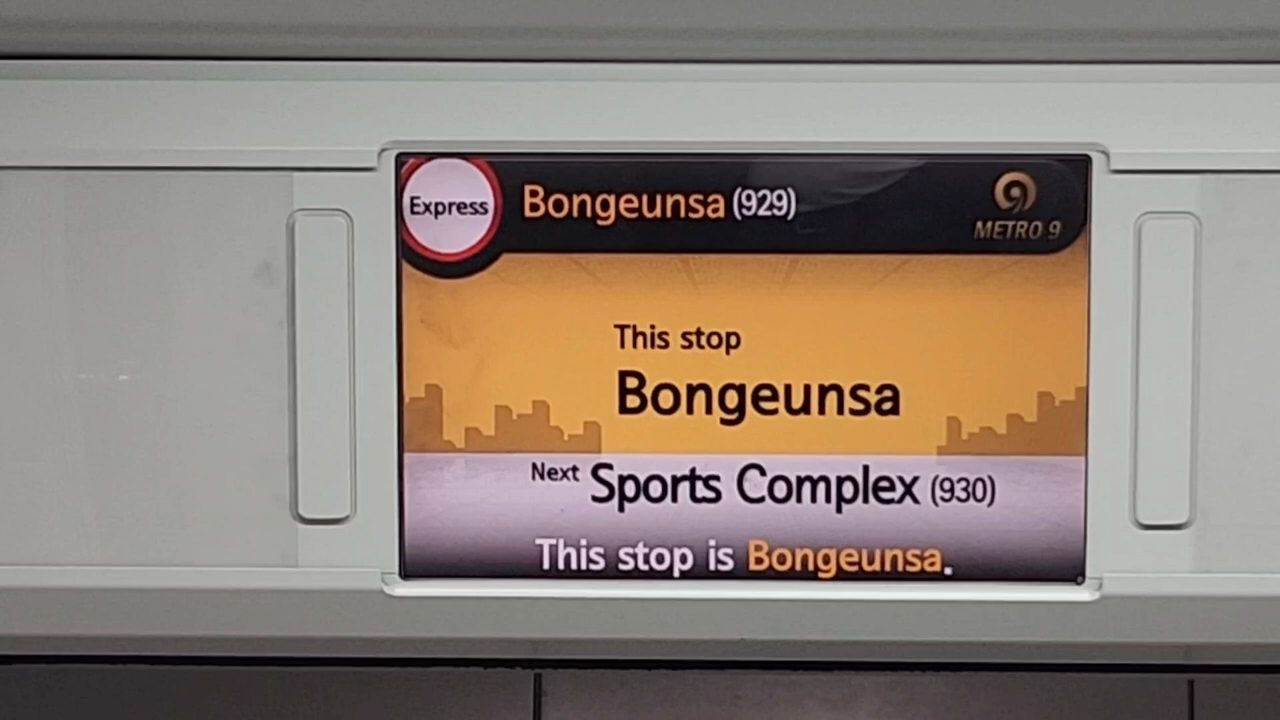 Express
Bongeunsa (929)
METRO 9
This stop
Bongeunsa
Next Sports Complex (930)
This stop is Bongeunsa.